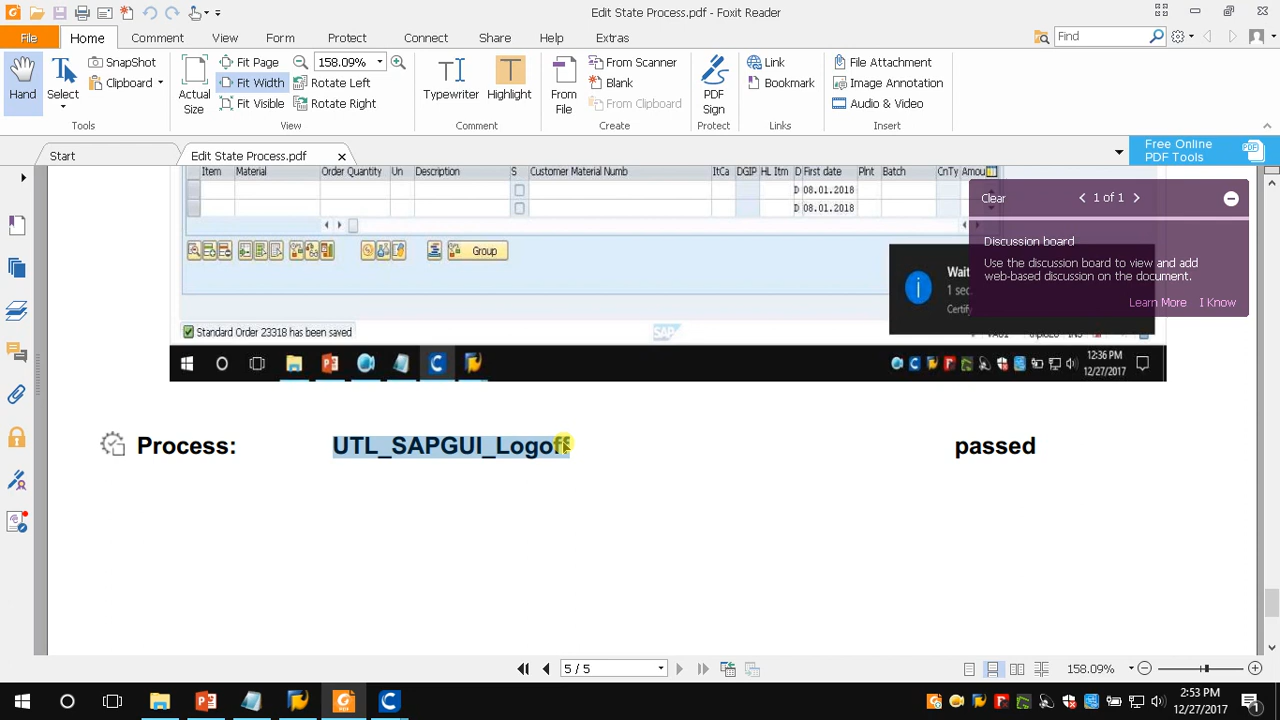 Edit State Process.pdf - Foxit Reader
File Home Comment View Form Protect Connect Share Help Extras
Find
Hand
Select
SnapShot
Clipboard
Tools
Actual Size
Fit Page
Fit Width
Fit Visible
158.09%
Rotate Left
Rotate Right
View
Typewriter
Highlight
Comment
From File
From Scanner
Blank
From Clipboard
Create
PDF Sign
Protect
Link
Bookmark
Links
File Attachment
Image Annotation
Audio & Video
Insert
Start
Edit State Process.pdf
Free Online
PDF Tools
Item Material Order Quantity Un Description S Customer Material Numb ItCa DGIP HL Itm D First date Plnt Batch CnTy Amou
D 08.01.2018
D 08.01.2018
Group
Clear
1 of 1
Discussion board
Use the discussion board to view and add
web-based discussion on the document.
Learn More I Know
Wait
1 sec
Certify
Standard Order 23318 has been saved
SAP
12:36 PM
12/27/2017
Process: UTL_SAPGUI_Logoff passed
5 / 5
158.09%
2:53 PM
12/27/2017